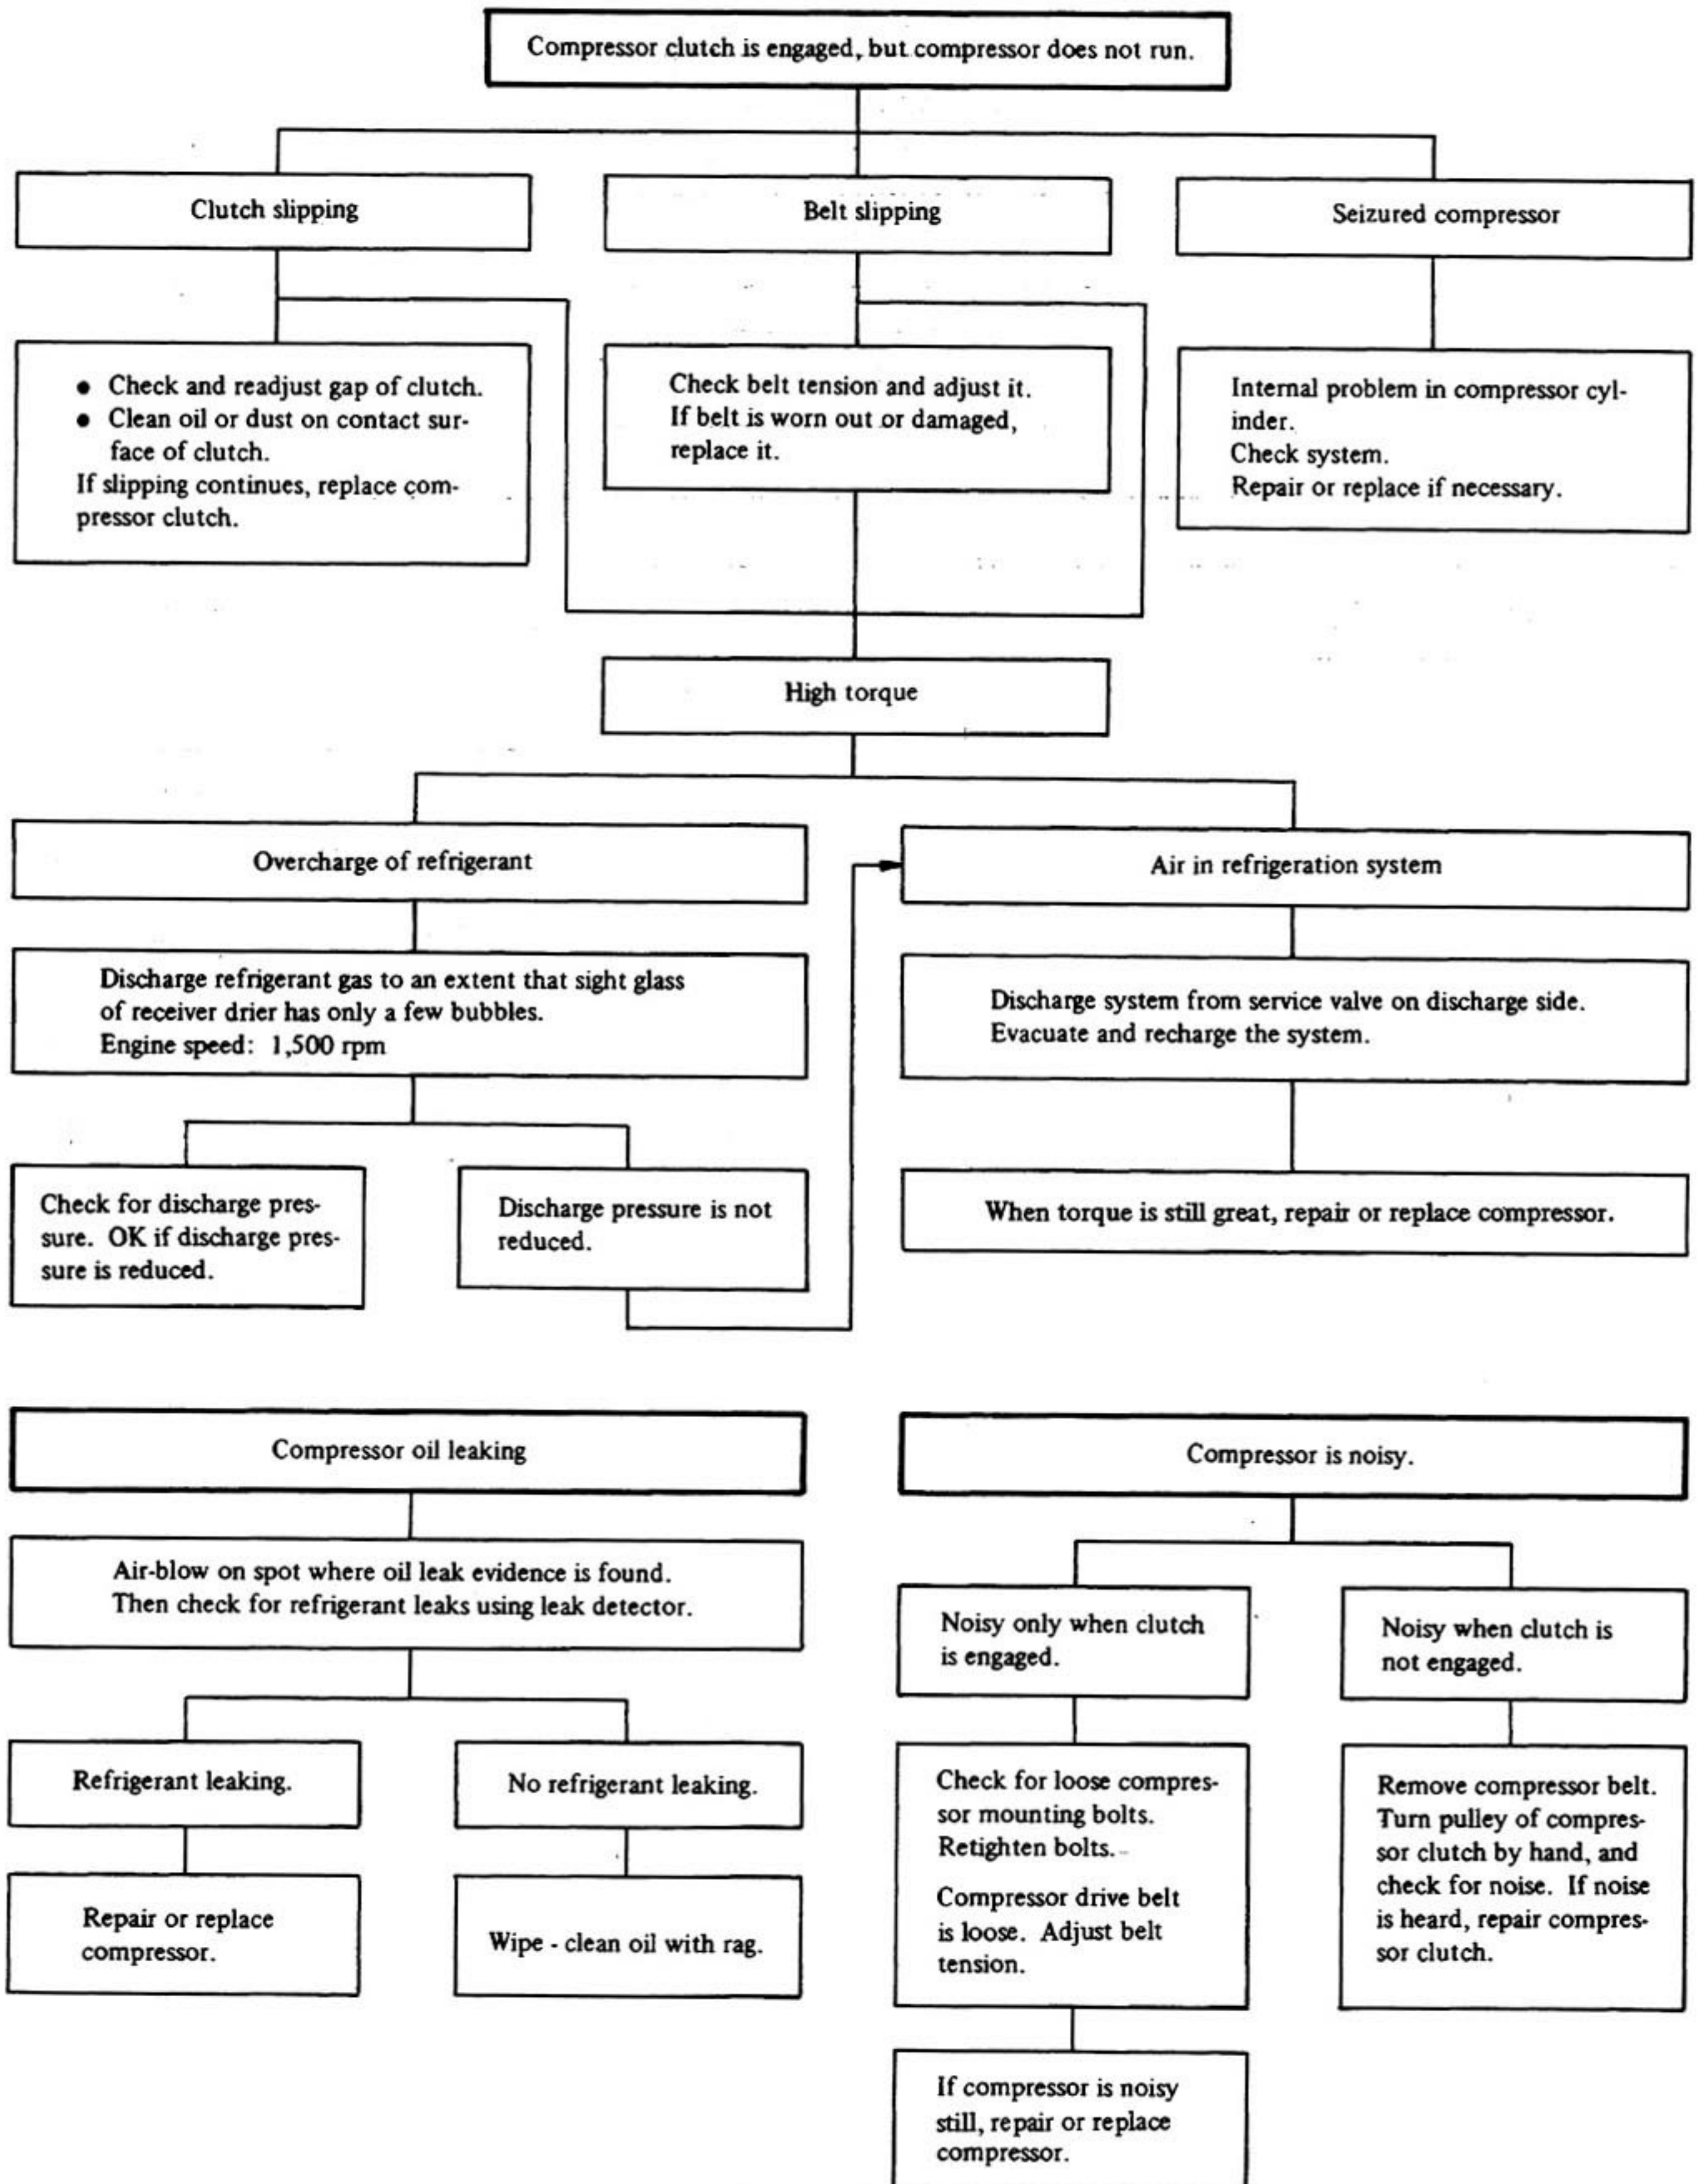 Compressor clutch is engaged, but compressor does not run.
Clutch slipping
Belt slipping
Seizured compressor
● Check and readjust gap of clutch.
● Clean oil or dust on contact sur-
face of clutch.
If slipping continues, replace com-
pressor clutch.
Check belt tension and adjust it.
If belt is worn out or damaged,
replace it.
Internal problem in compressor cyl-
inder.
Check system.
Repair or replace if necessary.
High torque
Overcharge of refrigerant
Air in refrigeration system
Discharge refrigerant gas to an extent that sight glass
of receiver drier has only a few bubbles.
Engine speed: 1,500 rpm
Discharge system from service valve on discharge side.
Evacuate and recharge the system.
Check for discharge pres-
sure. OK if discharge pres-
sure is reduced.
Discharge pressure is not
reduced.
When torque is still great, repair or replace compressor.
Compressor oil leaking
Air-blow on spot where oil leak evidence is found.
Then check for refrigerant leaks using leak detector.
Refrigerant leaking.
No refrigerant leaking.
Repair or replace
compressor.
Wipe - clean oil with rag.
Compressor is noisy.
Noisy only when clutch
is engaged.
Noisy when clutch is
not engaged.
Check for loose compres-
sor mounting bolts.
Retighten bolts.
Compressor drive belt
is loose. Adjust belt
tension.
Remove compressor belt.
Turn pulley of compres-
sor clutch by hand, and
check for noise. If noise
is heard, repair compres-
sor clutch.
If compressor is noisy
still, repair or replace
compressor.